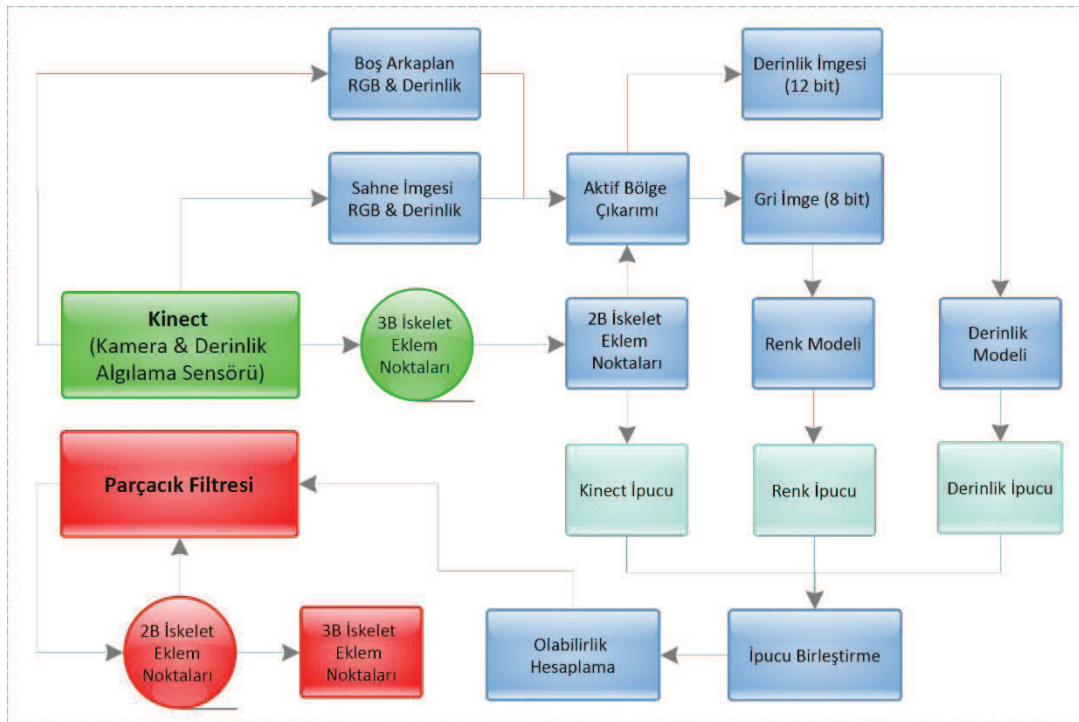 Boş Arkaplan
RGB & Derinlik
Derinlik İmgesi
(12 bit)
Sahne İmgesi
RGB & Derinlik
Aktif Bölge
Çıkarımı
Gri İmge (8 bit)
Kinect
(Kamera & Derinlik
Algılama Sensörü)
3B İskelet
Eklem
Noktaları
2B İskelet
Eklem
Noktaları
Renk Modeli
Derinlik
Modeli
Parçacık Filtresi
Kinect İpucu
Renk İpucu
Derinlik İpucu
2B İskelet
Eklem
Noktaları
3B İskelet
Eklem
Noktaları
Olabilirlik
Hesaplama
İpucu Birleştirme